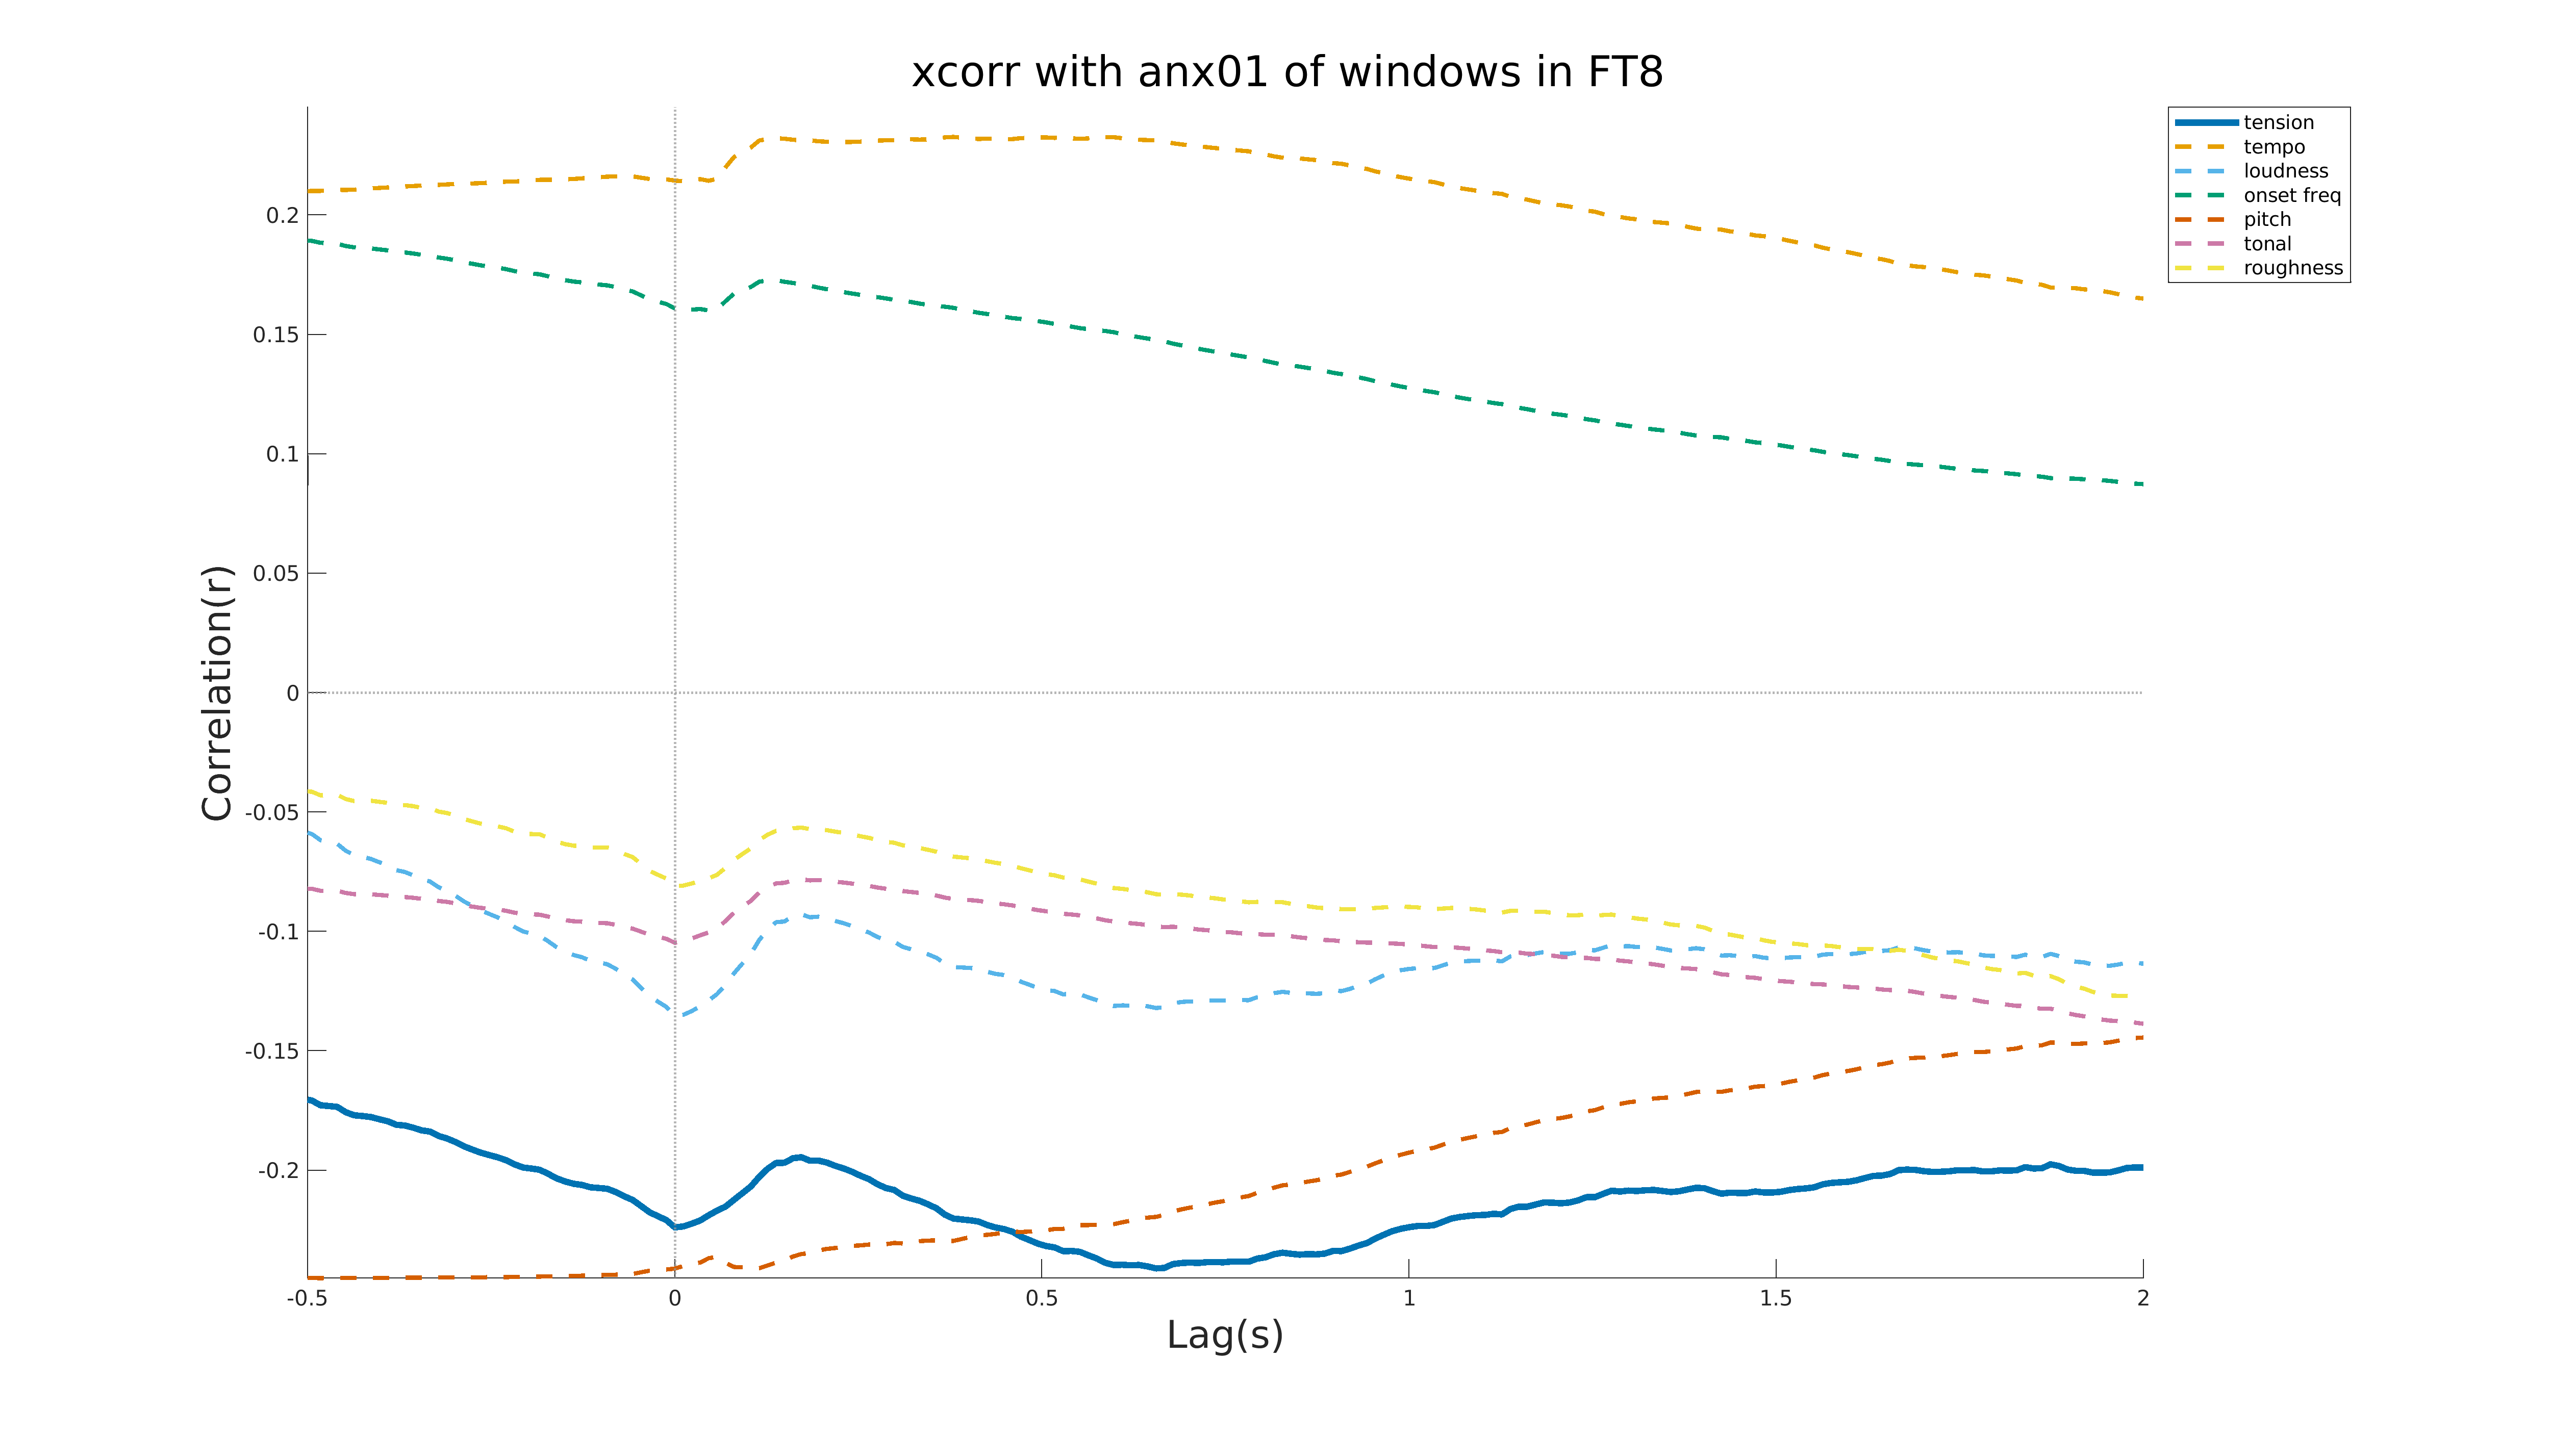 xcorr with anx01 of windows in FT8
tension
tempo
loudness
onset freq
pitch
tonal
roughness
0.2
0.15
0.1
0.05
0
-0.05
-0.1
-0.15
-0.2
Correlation(r)
-0.5 0 0.5 1 1.5 2
Lag(s)